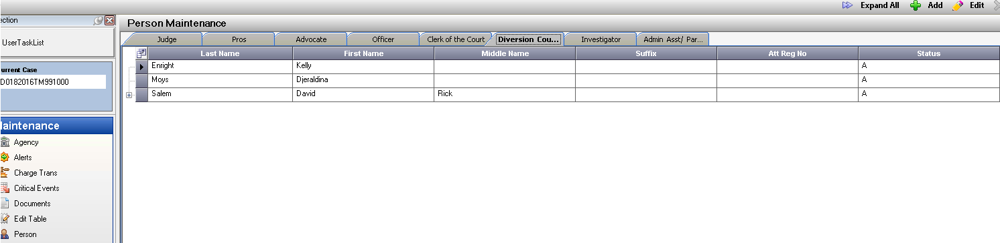 Expand All Add Edit
ection
Person Maintenance
UserTaskList
Judge Pros Advocate Officer Clerk of the Court Diversion Cou... Investigator Admin Asst/ Par...
Last Name First Name Middle Name Suffix Att Reg No Status
Enright Kelly A
Moys Djeraldina A
Salem David Rick A
urrent Case
D0182016TM991000
laintenance
Agency
Alerts
Charge Trans
Critical Events
Documents
Edit Table
Person